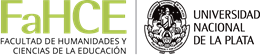 FaHCE
FACULTAD DE HUMANIDADES Y
CIENCIAS DE LA EDUCACIÓN
UNIVERSIDAD
NACIONAL
DE LA PLATA